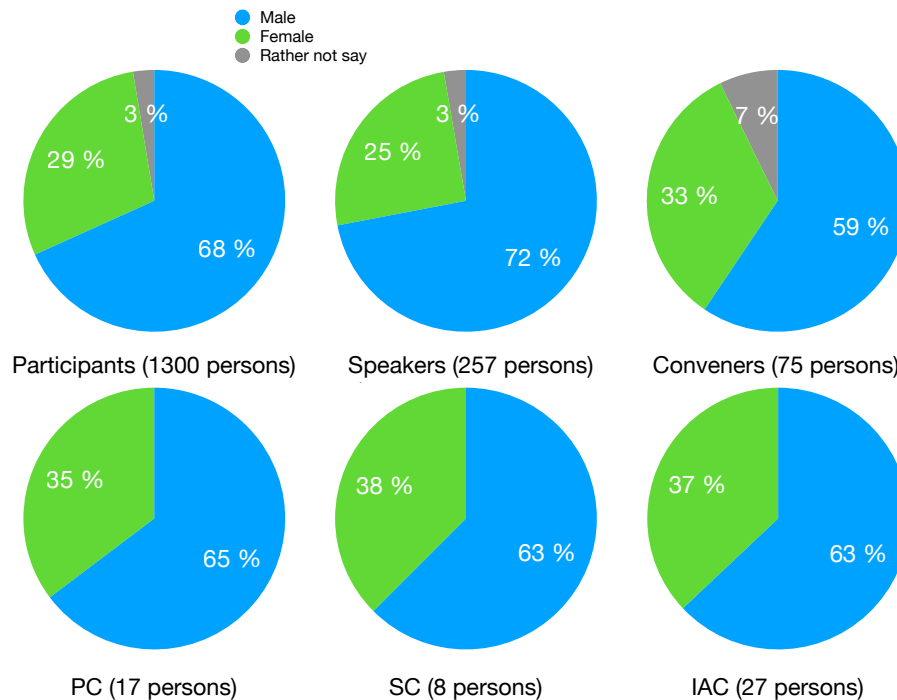 Male
Female
Rather not say
3 %
29 %
68 %
3 %
25 %
72 %
7 %
33 %
59 %
Participants (1300 persons)
Speakers (257 persons)
Conveners (75 persons)
35 %
65 %
38 %
63 %
37 %
63 %
PC (17 persons)
SC (8 persons)
IAC (27 persons)